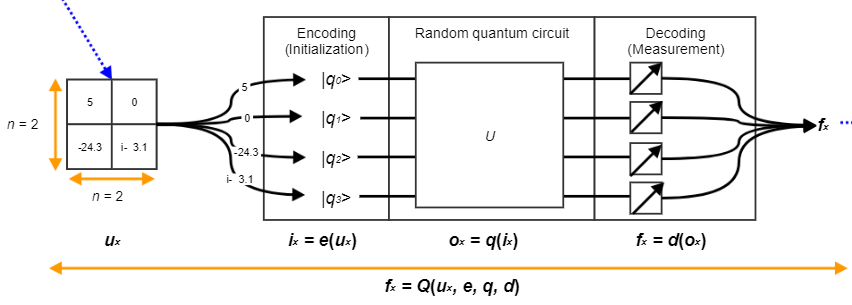 Encoding
(Initialization)
Random quantum circuit
Decoding
(Measurement)
5
0
-24.3
i- 3.1
n = 2
n = 2
5
0
-24.3
i- 3.1
|q0>
|q1>
|q2>
|q3>
U
fx
ux
ix = e(ux)
ox = q(ix)
fx = d(ox)
fx = Q(ux, e, q, d)